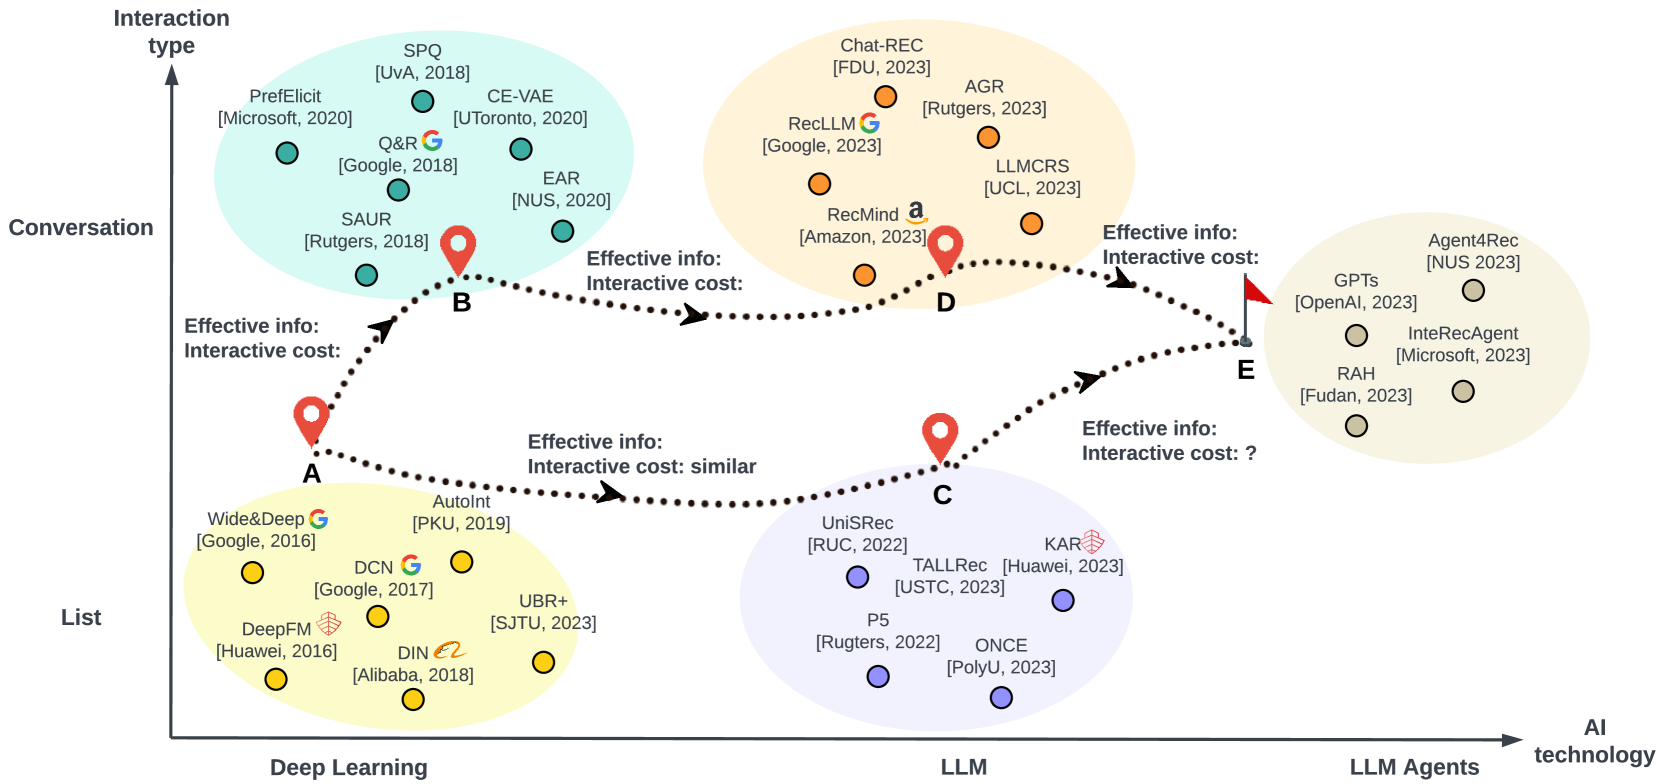 Interaction
type
SPQ
[UvA, 2018]
PrefElicit
[Microsoft, 2020]
CE-VAE
[UToronto, 2020]
Q&R
[Google, 2018]
EAR
[NUS, 2020]
SAUR
[Rutgers, 2018]
Chat-REC
[FDU, 2023]
AGR
[Rutgers, 2023]
RecLLM
[Google, 2023]
LLMCRS
[UCL, 2023]
RecMind
[Amazon, 2023]
Conversation
Effective info:
Interactive cost:
B
Effective info:
Interactive cost:
D
Effective info:
Interactive cost:
Agent4Rec
[NUS 2023]
GPTs
[OpenAI, 2023]
InteRecAgent
[Microsoft, 2023]
RAH
[Fudan, 2023]
E
Effective info:
Interactive cost:
A
Effective info:
Interactive cost: similar
C
Effective info:
Interactive cost: ?
Wide&Deep
[Google, 2016]
AutoInt
[PKU, 2019]
DCN
[Google, 2017]
UBR+
[SJTU, 2023]
DeepFM
[Huawei, 2016]
DIN
[Alibaba, 2018]
UniSRec
[RUC, 2022]
KAR
[Huawei, 2023]
TALLRec
[USTC, 2023]
P5
[Rugters, 2022]
ONCE
[PolyU, 2023]
List
Deep Learning
LLM
LLM Agents
AI
technology